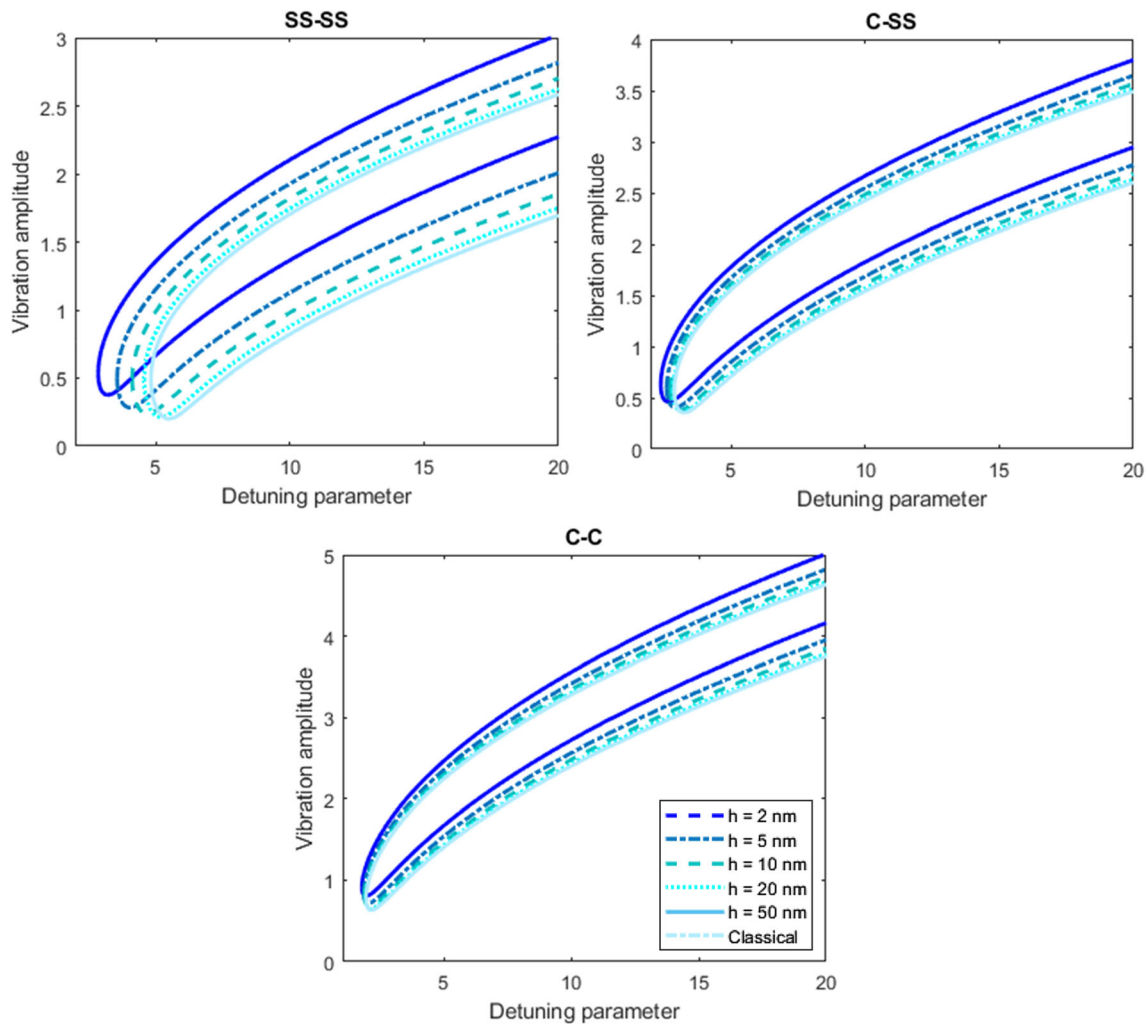 SS-SS
C-SS
3
2.5
2
1.5
1
0.5
0
Vibration amplitude
5
10
15
20
Detuning parameter
4
3.5
3
2.5
2
1.5
1
0.5
0
Vibration amplitude
5
10
15
20
Detuning parameter
C-C
5
4
3
2
1
0
Vibration amplitude
5
10
15
20
Detuning parameter
h = 2 nm
h = 5 nm
h = 10 nm
h = 20 nm
h = 50 nm
Classical